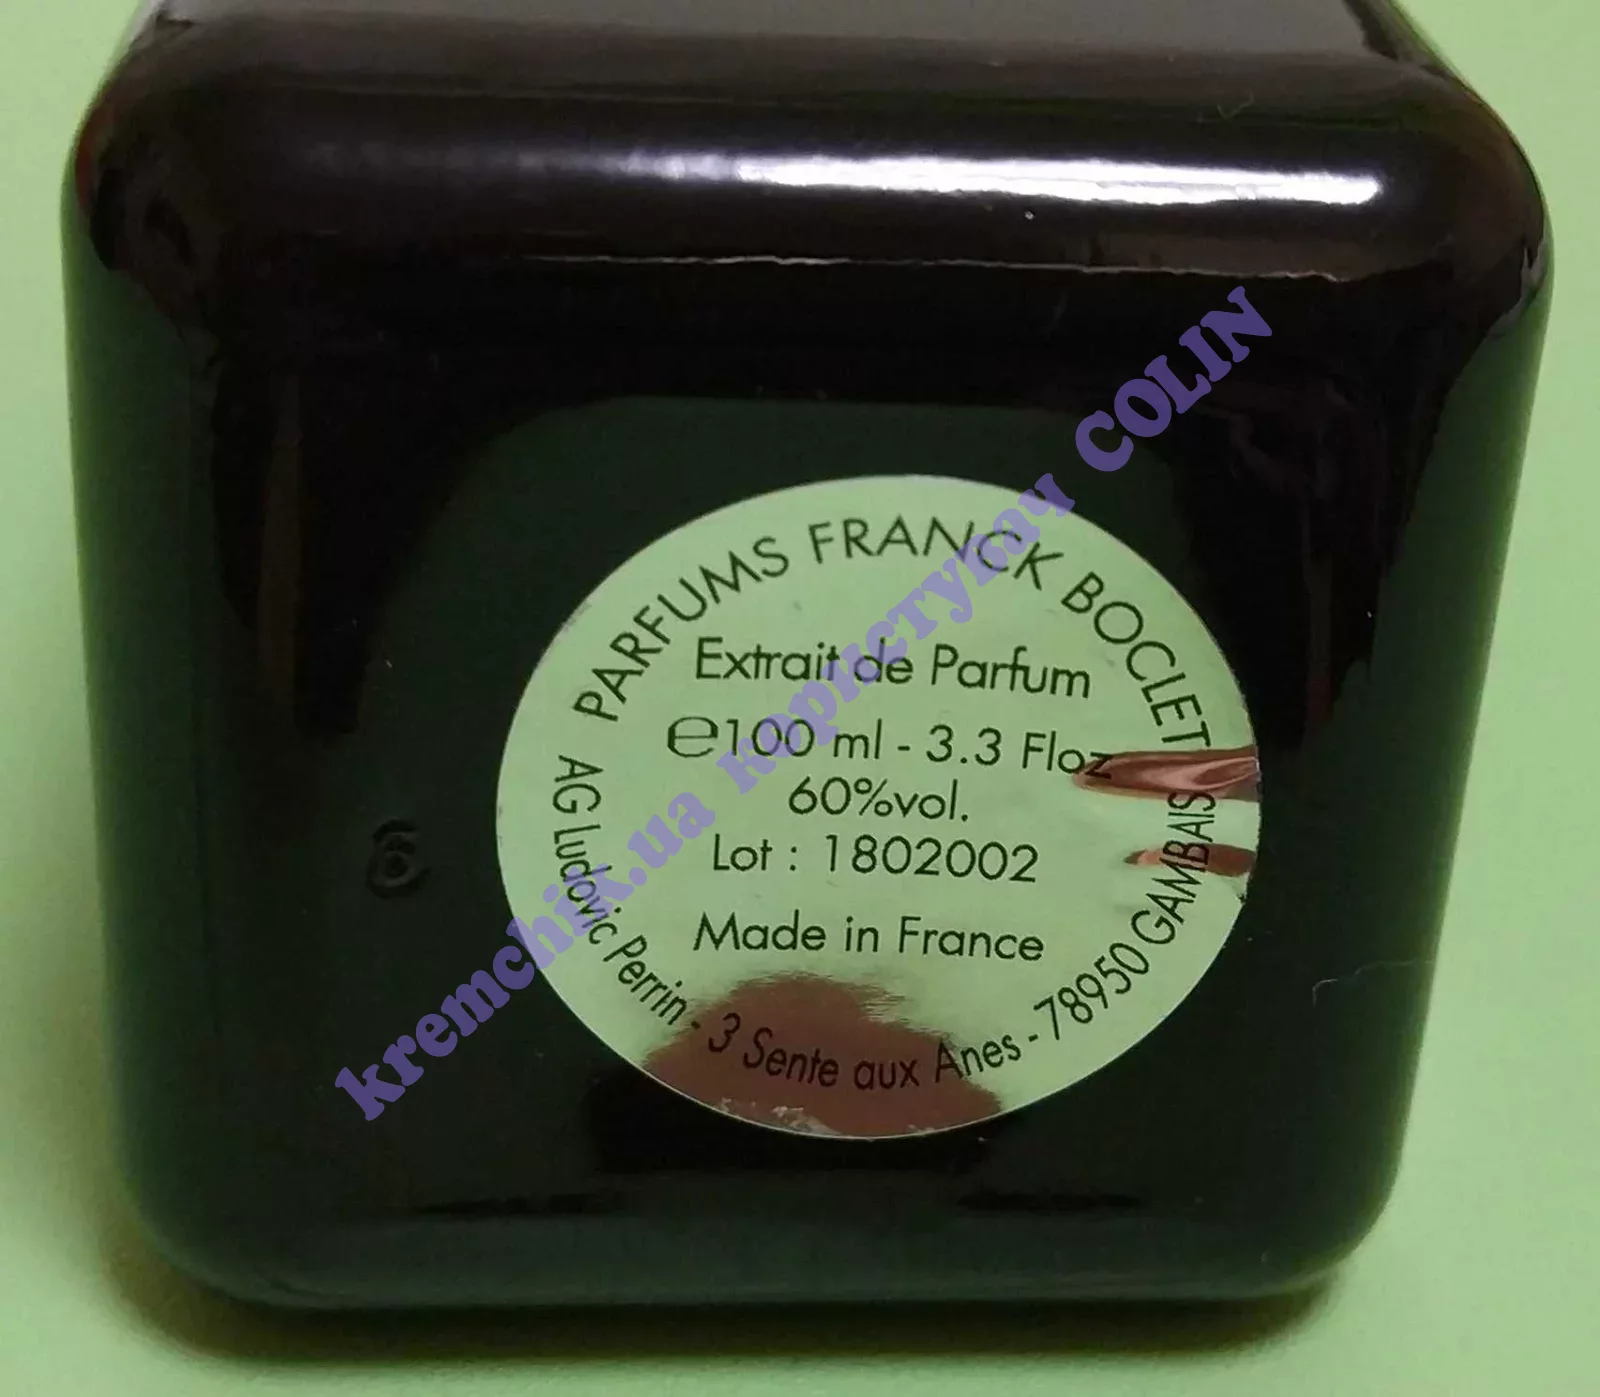 PARFUMS FRANCK BOCLET
Extrait de Parfum
℮100 ml - 3.3 Floz
60%vol.
Lot : 1802002
Made in France
AG Ludovic Perrin - 3 Sente aux Anes - 78950 GAMBAIS
6
kremchik.ua користувач COLIN